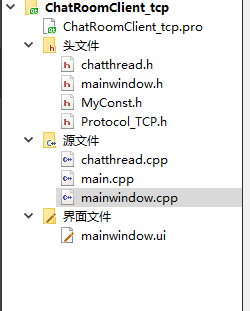 ChatRoomClient_tcp
ChatRoomClient_tcp.pro
头文件
chatthread.h
mainwindow.h
MyConst.h
Protocol_TCP.h
源文件
chatthread.cpp
main.cpp
mainwindow.cpp
界面文件
mainwindow.ui